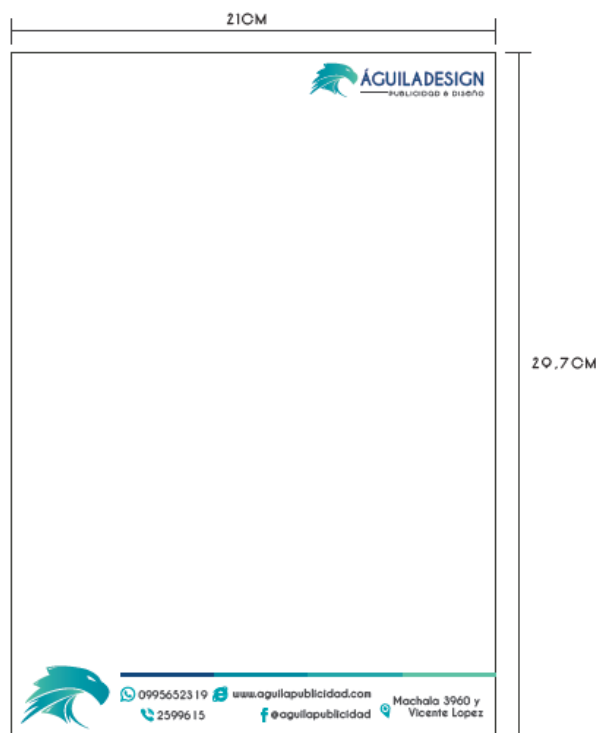 21CM
ÁGUILADESIGN
PUBLICIDAD & DISEÑO
29,7CM
0995652319 www.aguilapublicidad.com
2599615 @aguilapublicidad
Machala 3960 y
Vicente Lopez